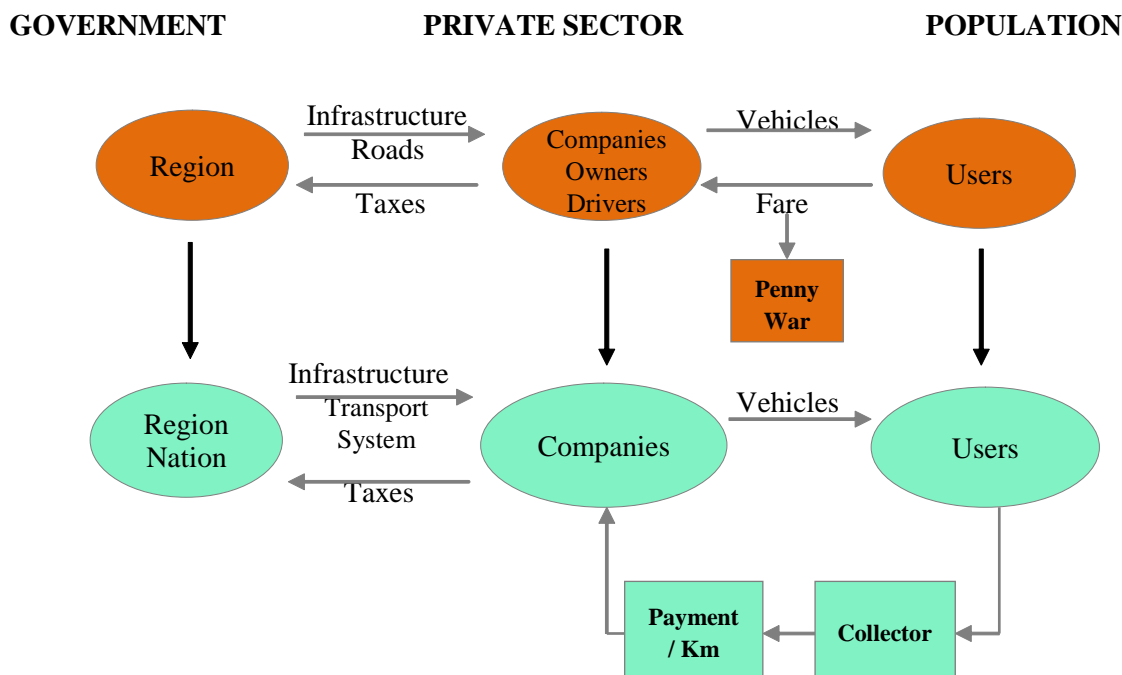 GOVERNMENT PRIVATE SECTOR POPULATION
Infrastructure
Roads
Vehicles
Region
Companies
Owners
Drivers
Users
Taxes
Fare
Penny
War
Infrastructure
Transport
System
Vehicles
Region
Nation
Companies
Users
Taxes
Payment
/ Km
Collector